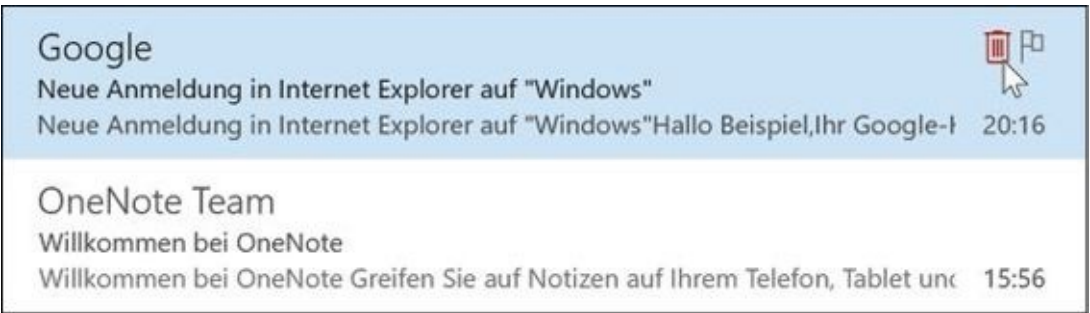 Google
Neue Anmeldung in Internet Explorer auf "Windows"
Neue Anmeldung in Internet Explorer auf "Windows"Hallo Beispiel,Ihr Google- 20:16
OneNote Team
Willkommen bei OneNote
Willkommen bei OneNote Greifen Sie auf Notizen auf Ihrem Telefon, Tablet und 15:56